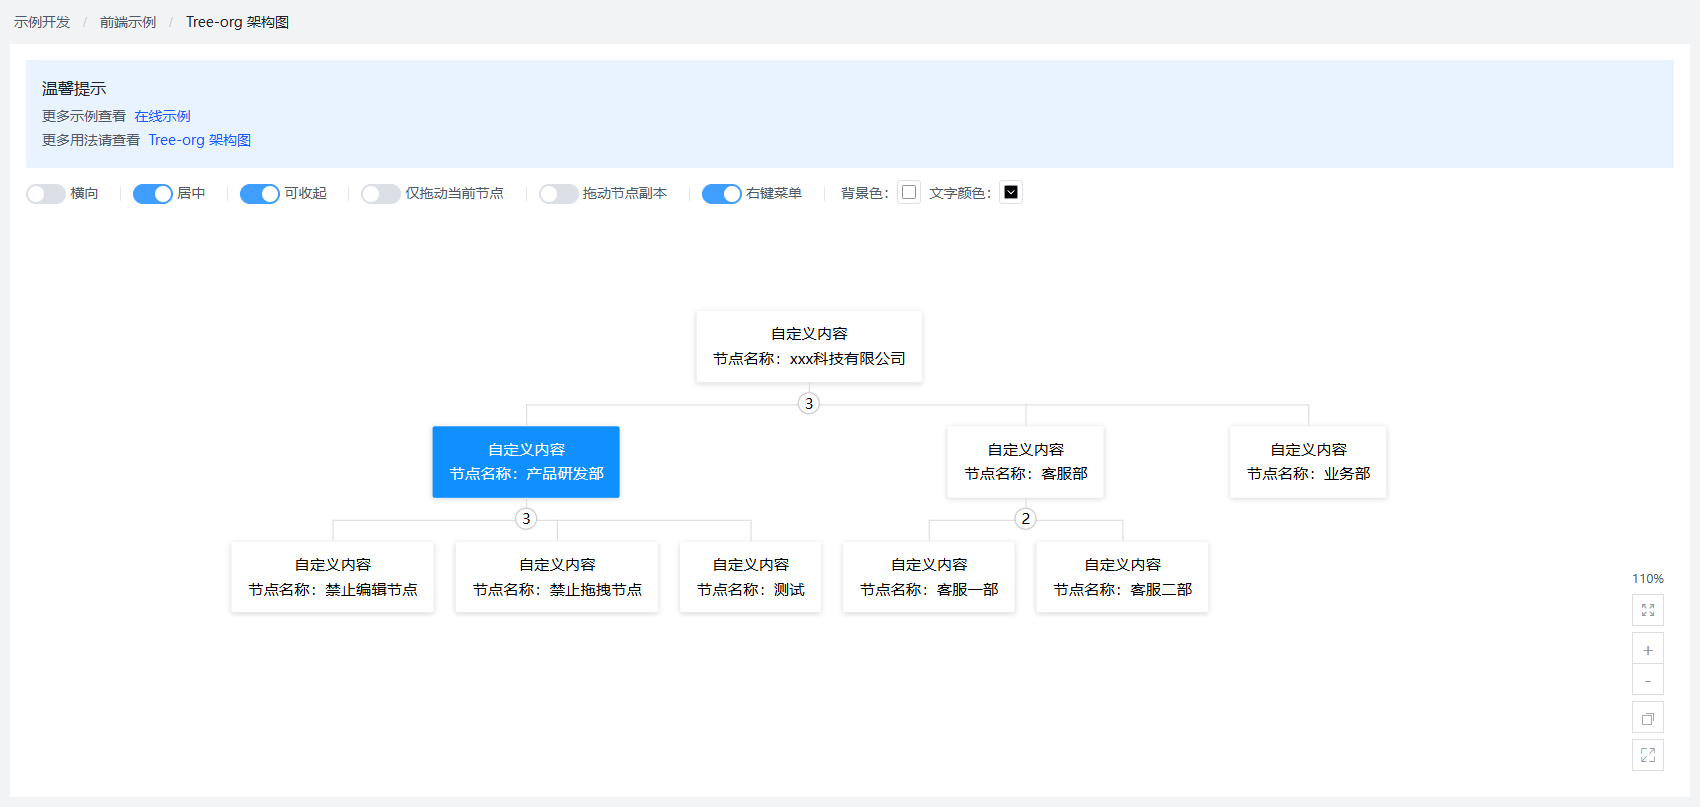 示例开发 / 前端示例 / Tree-org 架构图
温馨提示
更多示例查看 在线示例
更多用法请查看 Tree-org 架构图
横向 居中 可收起 仅拖动当前节点 拖动节点副本 右键菜单 背景色： 文字颜色：
自定义内容
节点名称：xxx科技有限公司
3
自定义内容
节点名称：产品研发部
自定义内容
节点名称：客服部
自定义内容
节点名称：业务部
3
2
自定义内容
节点名称：禁止编辑节点
自定义内容
节点名称：禁止拖拽节点
自定义内容
节点名称：测试
自定义内容
节点名称：客服一部
自定义内容
节点名称：客服二部
110%
+
-